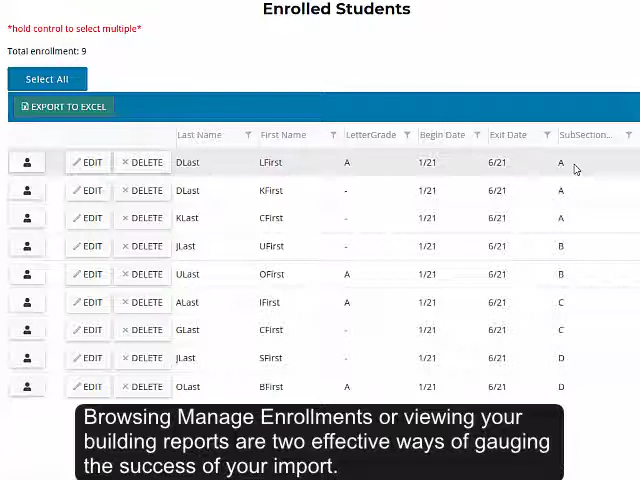 Enrolled Students
*hold control to select multiple*
Total enrollment: 9
Select All
EXPORT TO EXCEL
Last Name First Name LetterGrade Begin Date Exit Date SubSection...
EDIT DELETE DLast LFirst A 1/21 6/21 A
EDIT DELETE DLast KFirst - 1/21 6/21 A
EDIT DELETE KLast CFirst - 1/21 6/21 A
EDIT DELETE JLast UFirst - 1/21 6/21 B
EDIT DELETE ULast OFirst A 1/21 6/21 B
EDIT DELETE ALast IFirst A 1/21 6/21 C
EDIT DELETE GLast CFirst - 1/21 6/21 C
EDIT DELETE JLast SFirst - 1/21 6/21 D
EDIT DELETE OLast BFirst A 1/21 6/21 D
Browsing Manage Enrollments or viewing your
building reports are two effective ways of gauging
the success of your import.